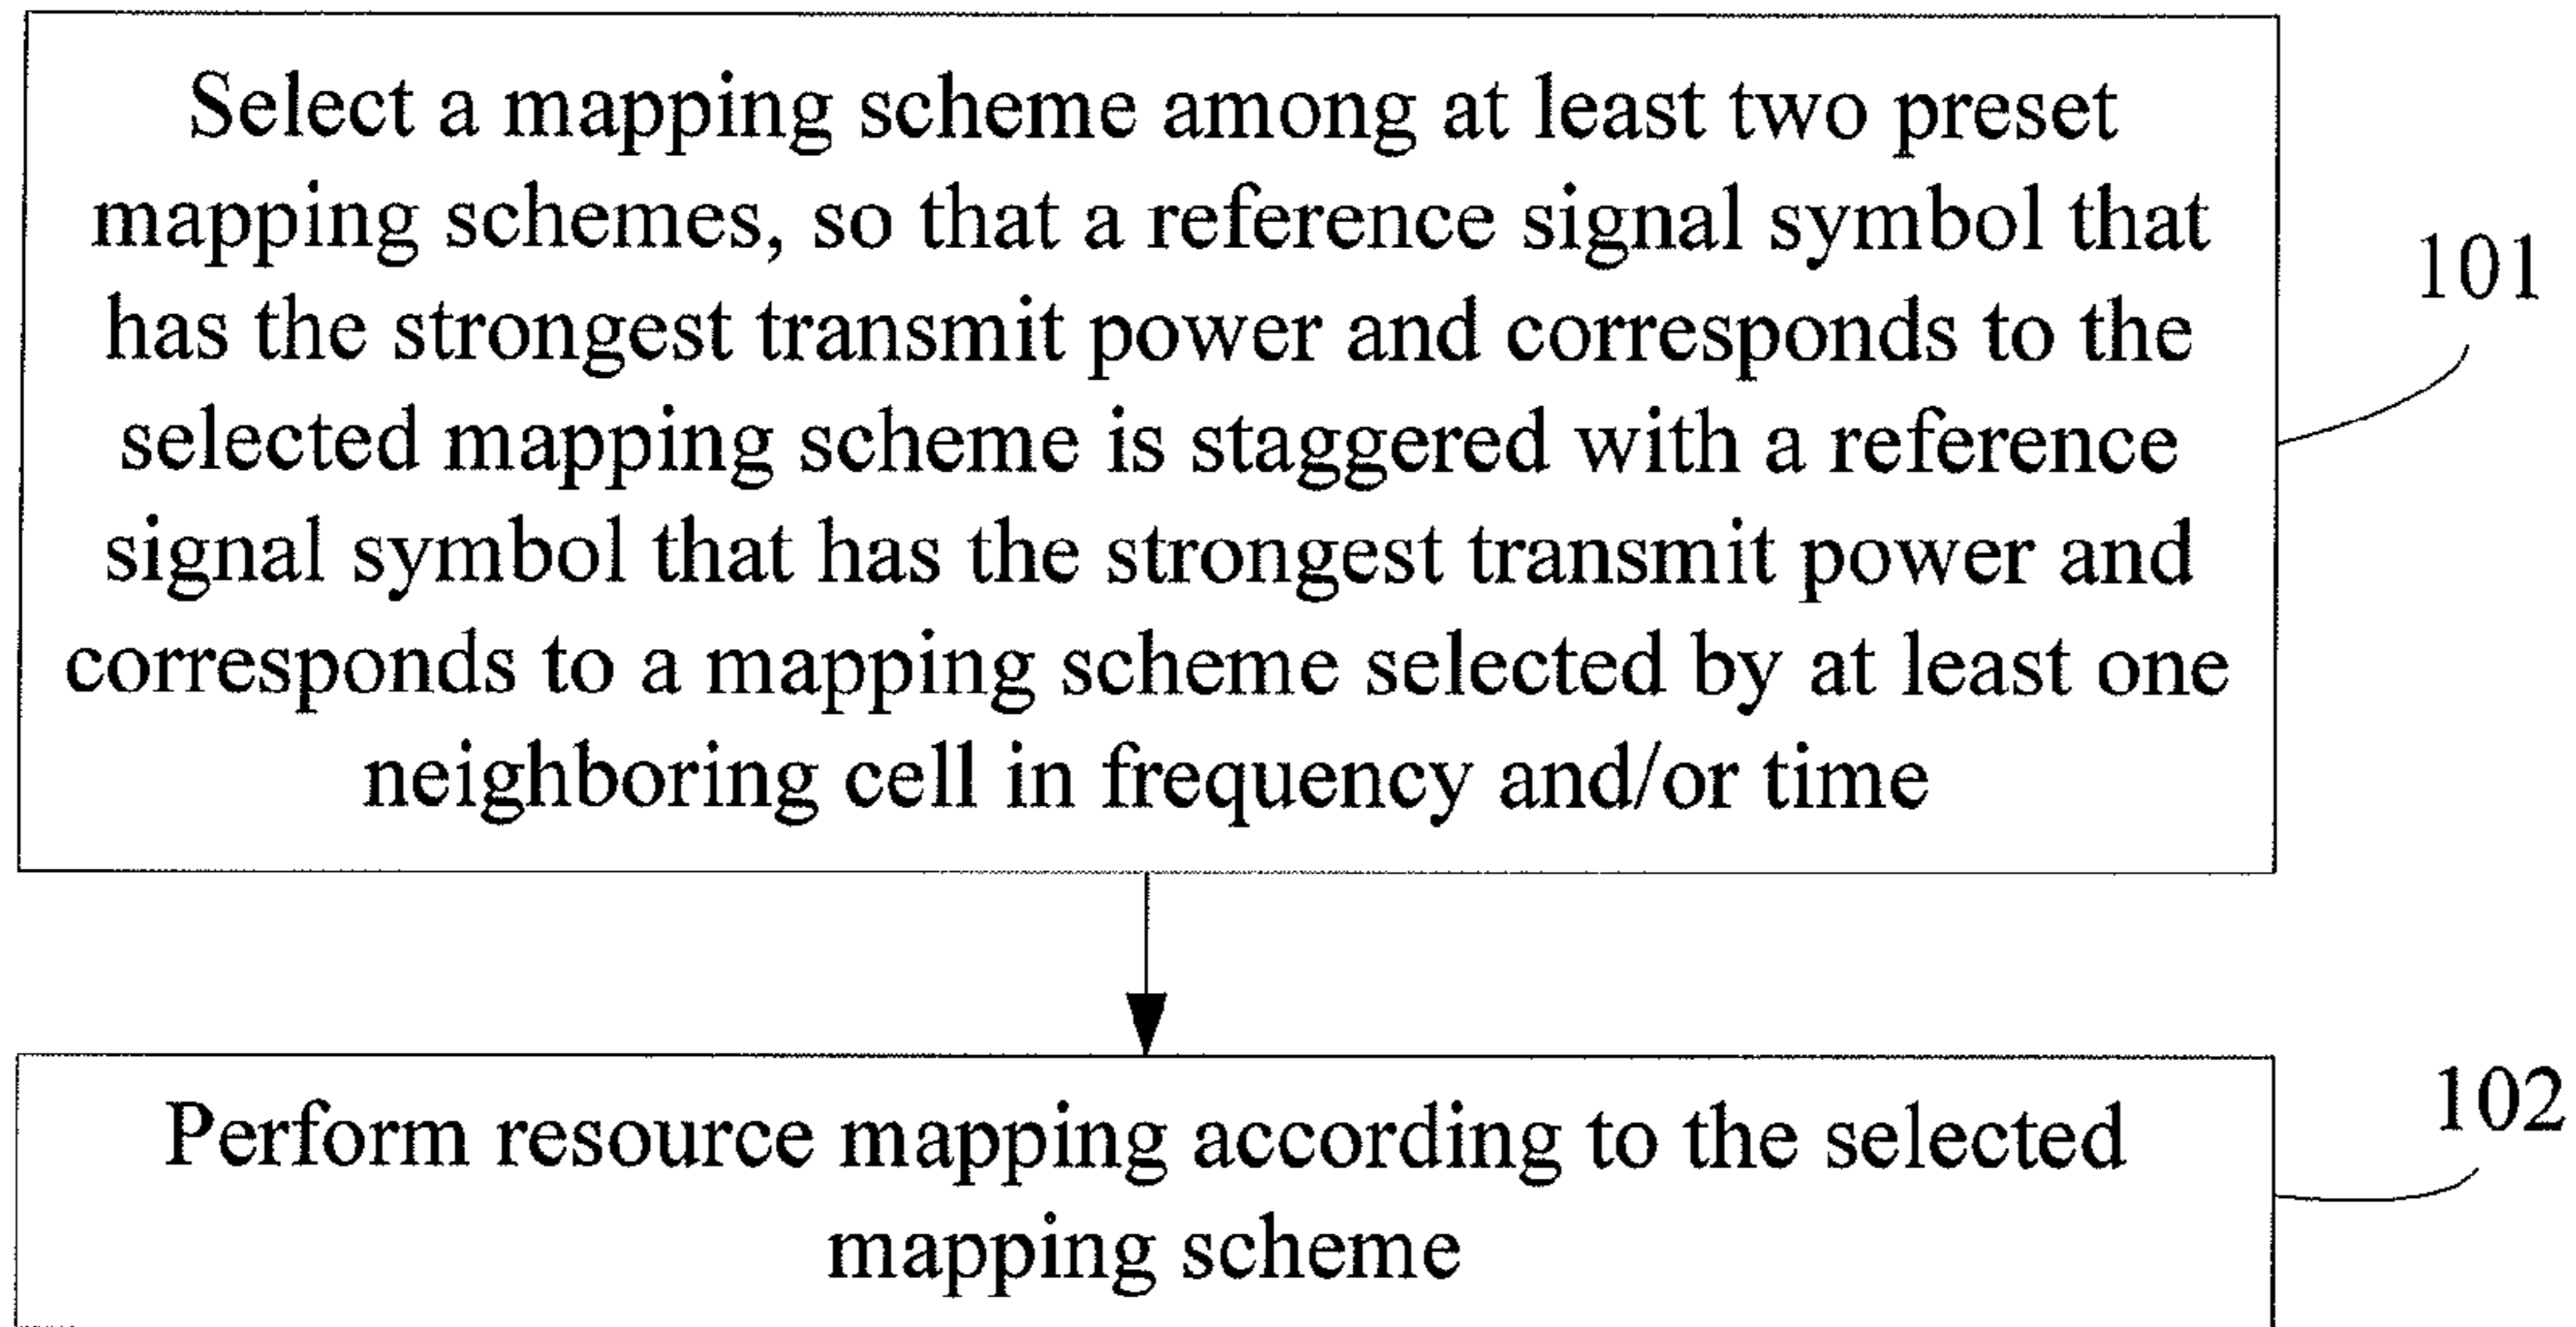 Select a mapping scheme among at least two preset
mapping schemes, so that a reference signal symbol that
has the strongest transmit power and corresponds to the
selected mapping scheme is staggered with a reference
signal symbol that has the strongest transmit power and
corresponds to a mapping scheme selected by at least one
neighboring cell in frequency and/or time
101
Perform resource mapping according to the selected
mapping scheme
102